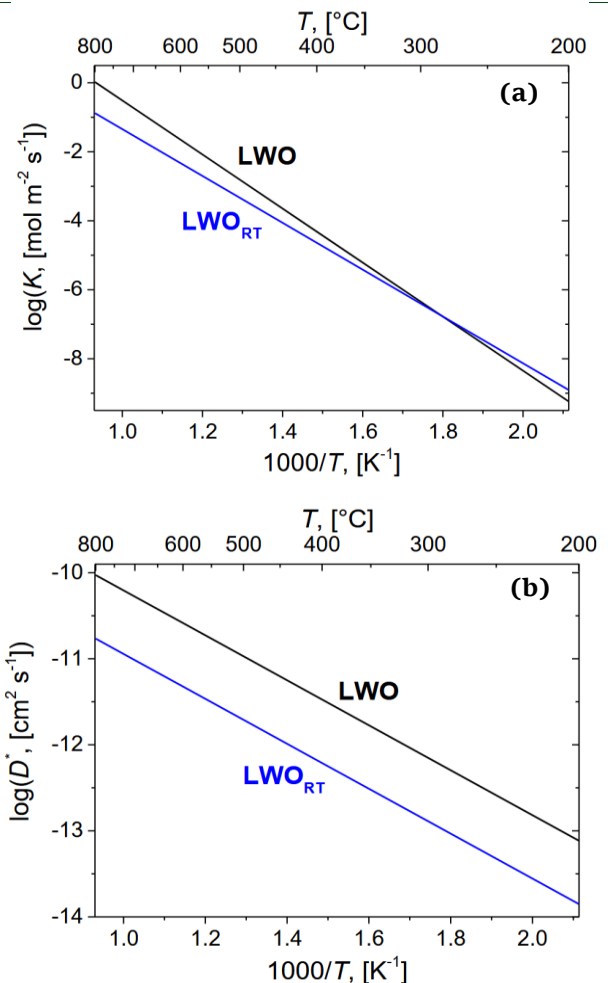 T, [°C]
800 600 500 400 300 200
(a)
0
-2
-4
-6
-8
log(K, [mol m⁻² s⁻¹])
LWO
LWO_RT
1.0 1.2 1.4 1.6 1.8 2.0
1000/T, [K⁻¹]
T, [°C]
800 600 500 400 300 200
(b)
-10
-11
-12
-13
-14
log(D*, [cm² s⁻¹])
LWO
LWO_RT
1.0 1.2 1.4 1.6 1.8 2.0
1000/T, [K⁻¹]